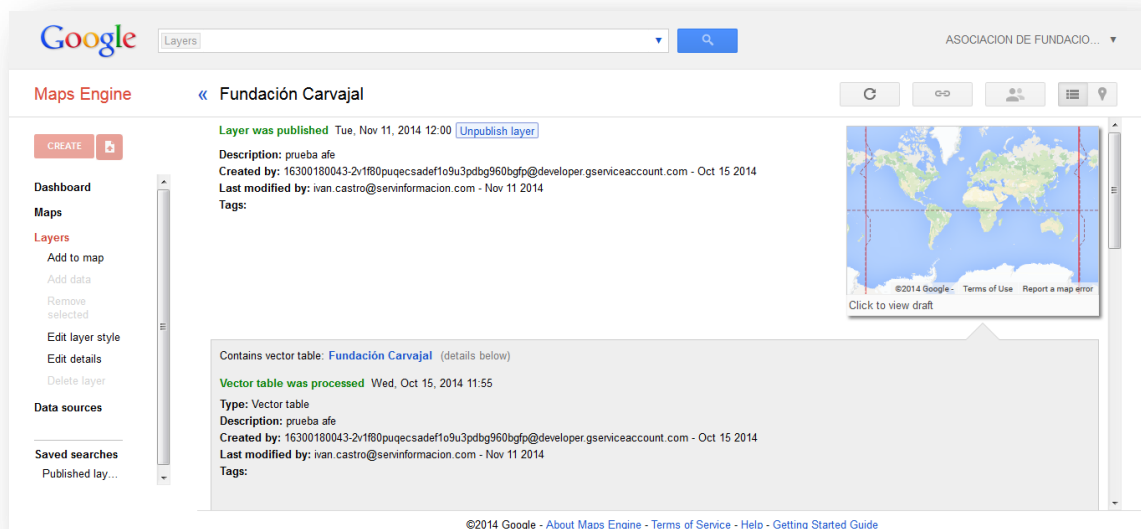 Google
Layers
ASOCIACION DE FUNDACIO...
Maps Engine
« Fundación Carvajal
CREATE
Dashboard
Maps
Layers
Add to map
Add data
Remove
selected
Edit layer style
Edit details
Delete layer
Data sources
Saved searches
Published lay...
Layer was published Tue, Nov 11, 2014 12:00 Unpublish layer
Description: prueba afe
Created by: 16300180043-2v1f80puqecsadef1o9u3pdbg960bgfp@developer.gserviceaccount.com - Oct 15 2014
Last modified by: ivan.castro@servinformacion.com - Nov 11 2014
Tags:
©2014 Google - Terms of Use Report a map error
Click to view draft
Contains vector table: Fundación Carvajal (details below)
Vector table was processed Wed, Oct 15, 2014 11:55
Type: Vector table
Description: prueba afe
Created by: 16300180043-2v1f80puqecsadef1o9u3pdbg960bgfp@developer.gserviceaccount.com - Oct 15 2014
Last modified by: ivan.castro@servinformacion.com - Nov 11 2014
Tags:
©2014 Google - About Maps Engine - Terms of Service - Help - Getting Started Guide